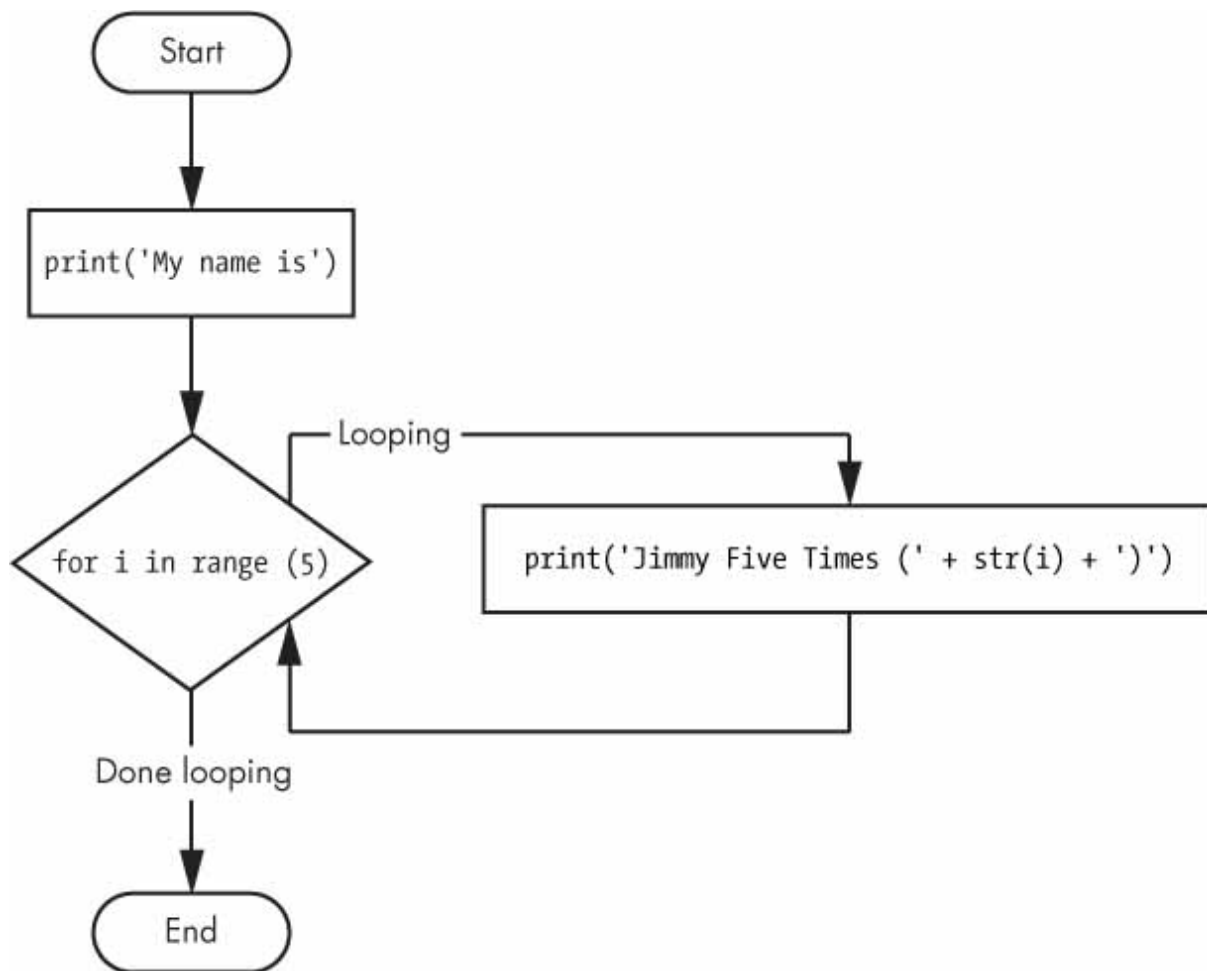 Start
print('My name is')
Looping
for i in range (5)
print('Jimmy Five Times (' + str(i) + ')')
Done looping
End